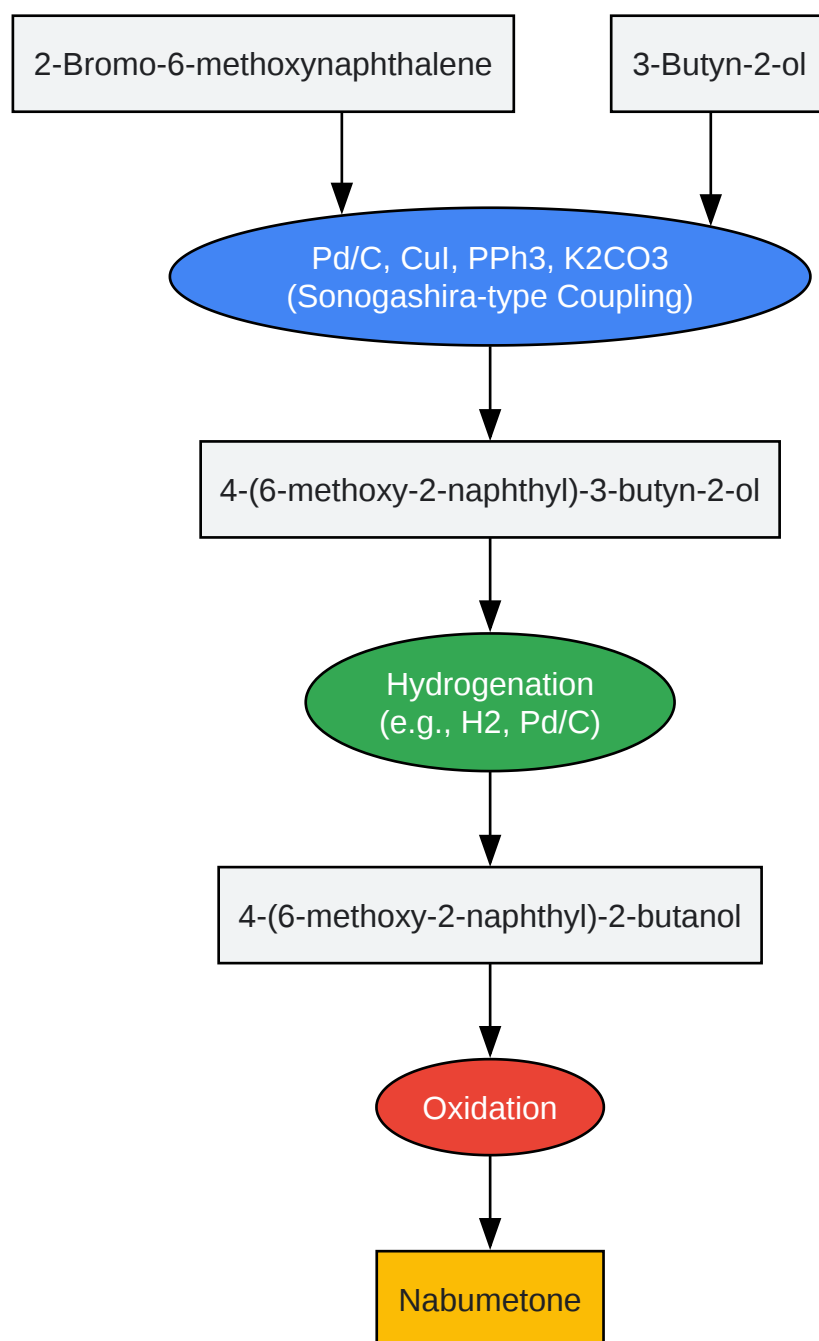 2-Bromo-6-methoxynaphthalene
3-Butyn-2-ol
Pd/C, CuI, PPh3, K2CO3
(Sonogashira-type Coupling)
4-(6-methoxy-2-naphthyl)-3-butyn-2-ol
Hydrogenation
(e.g., H2, Pd/C)
4-(6-methoxy-2-naphthyl)-2-butanol
Oxidation
Nabumetone